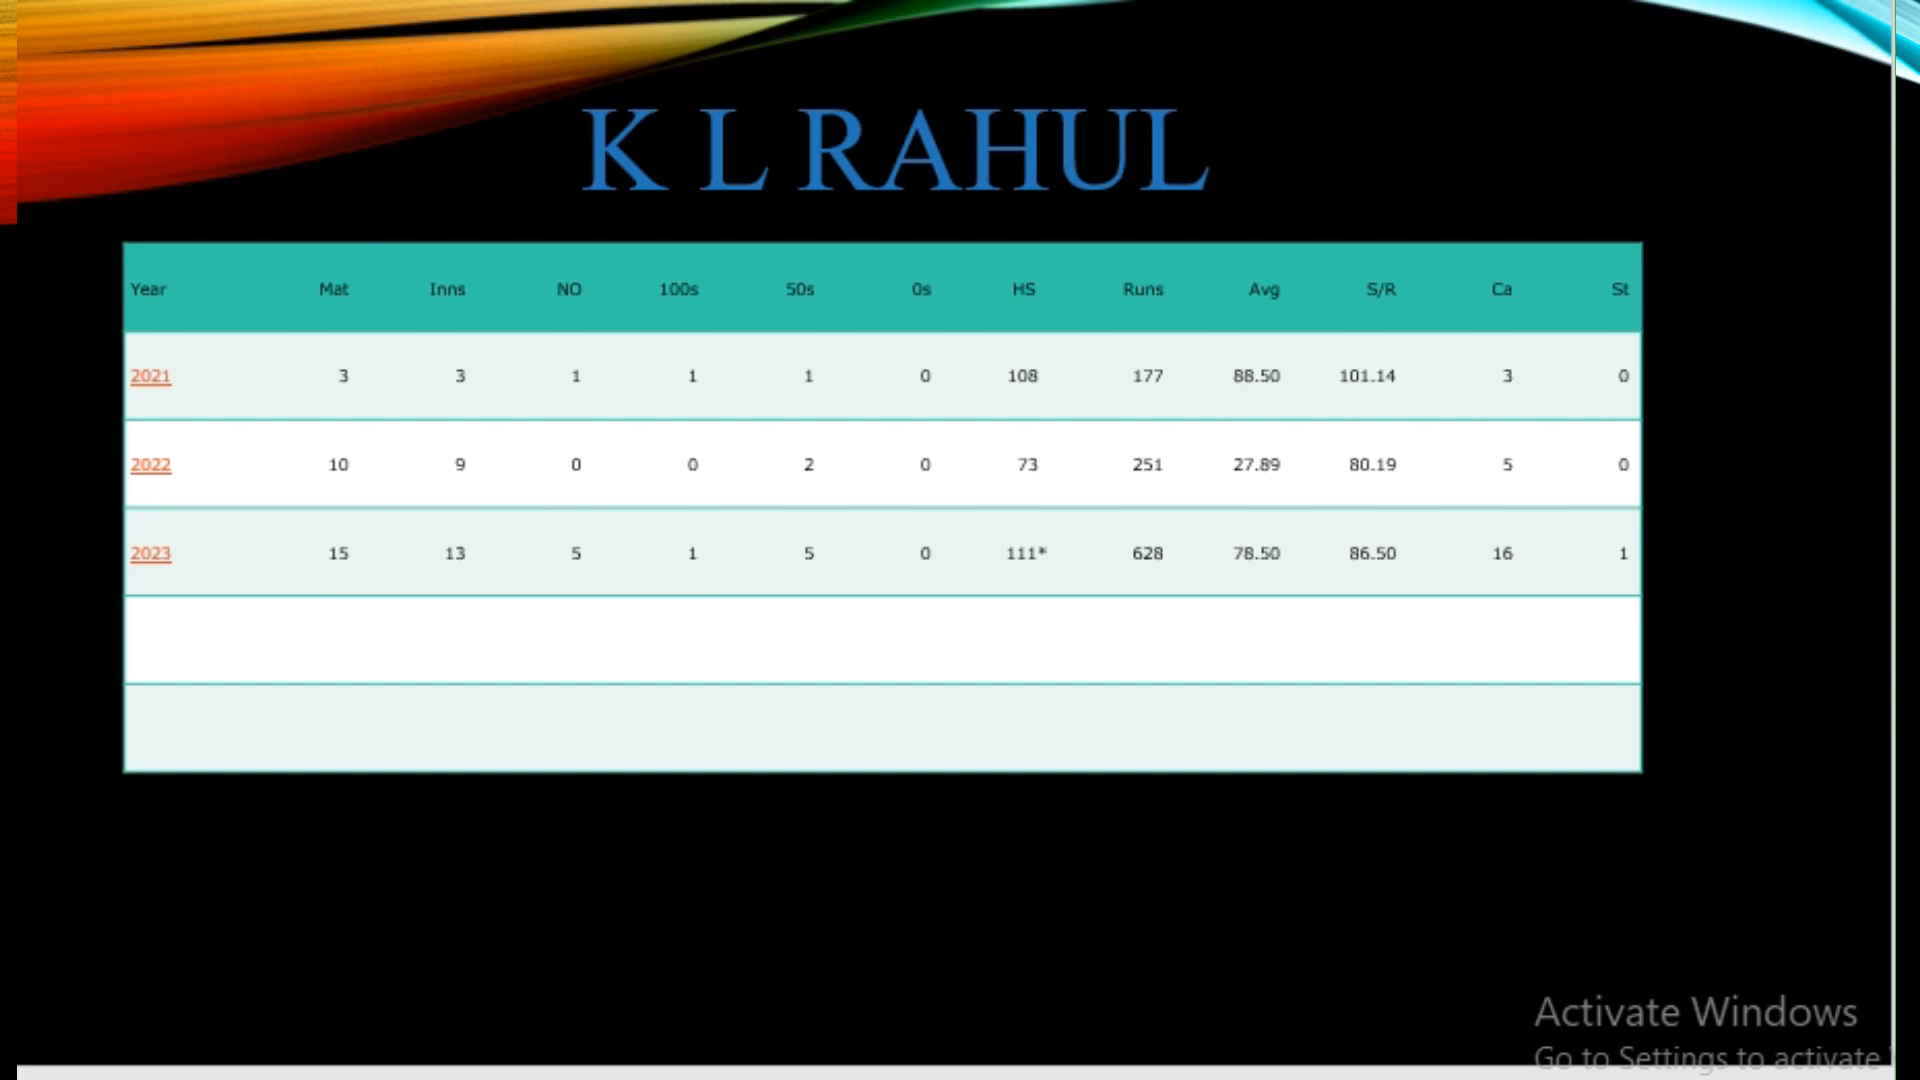 K L RAHUL
Year Mat Inns NO 100s 50s 0s HS Runs Avg S/R Ca St
2021 3 3 1 1 1 0 108 177 88.50 101.14 3 0
2022 10 9 0 0 2 0 73 251 27.89 80.19 5 0
2023 15 13 5 1 5 0 111* 628 78.50 86.50 16 1
Activate Windows
Go to Settings to activate